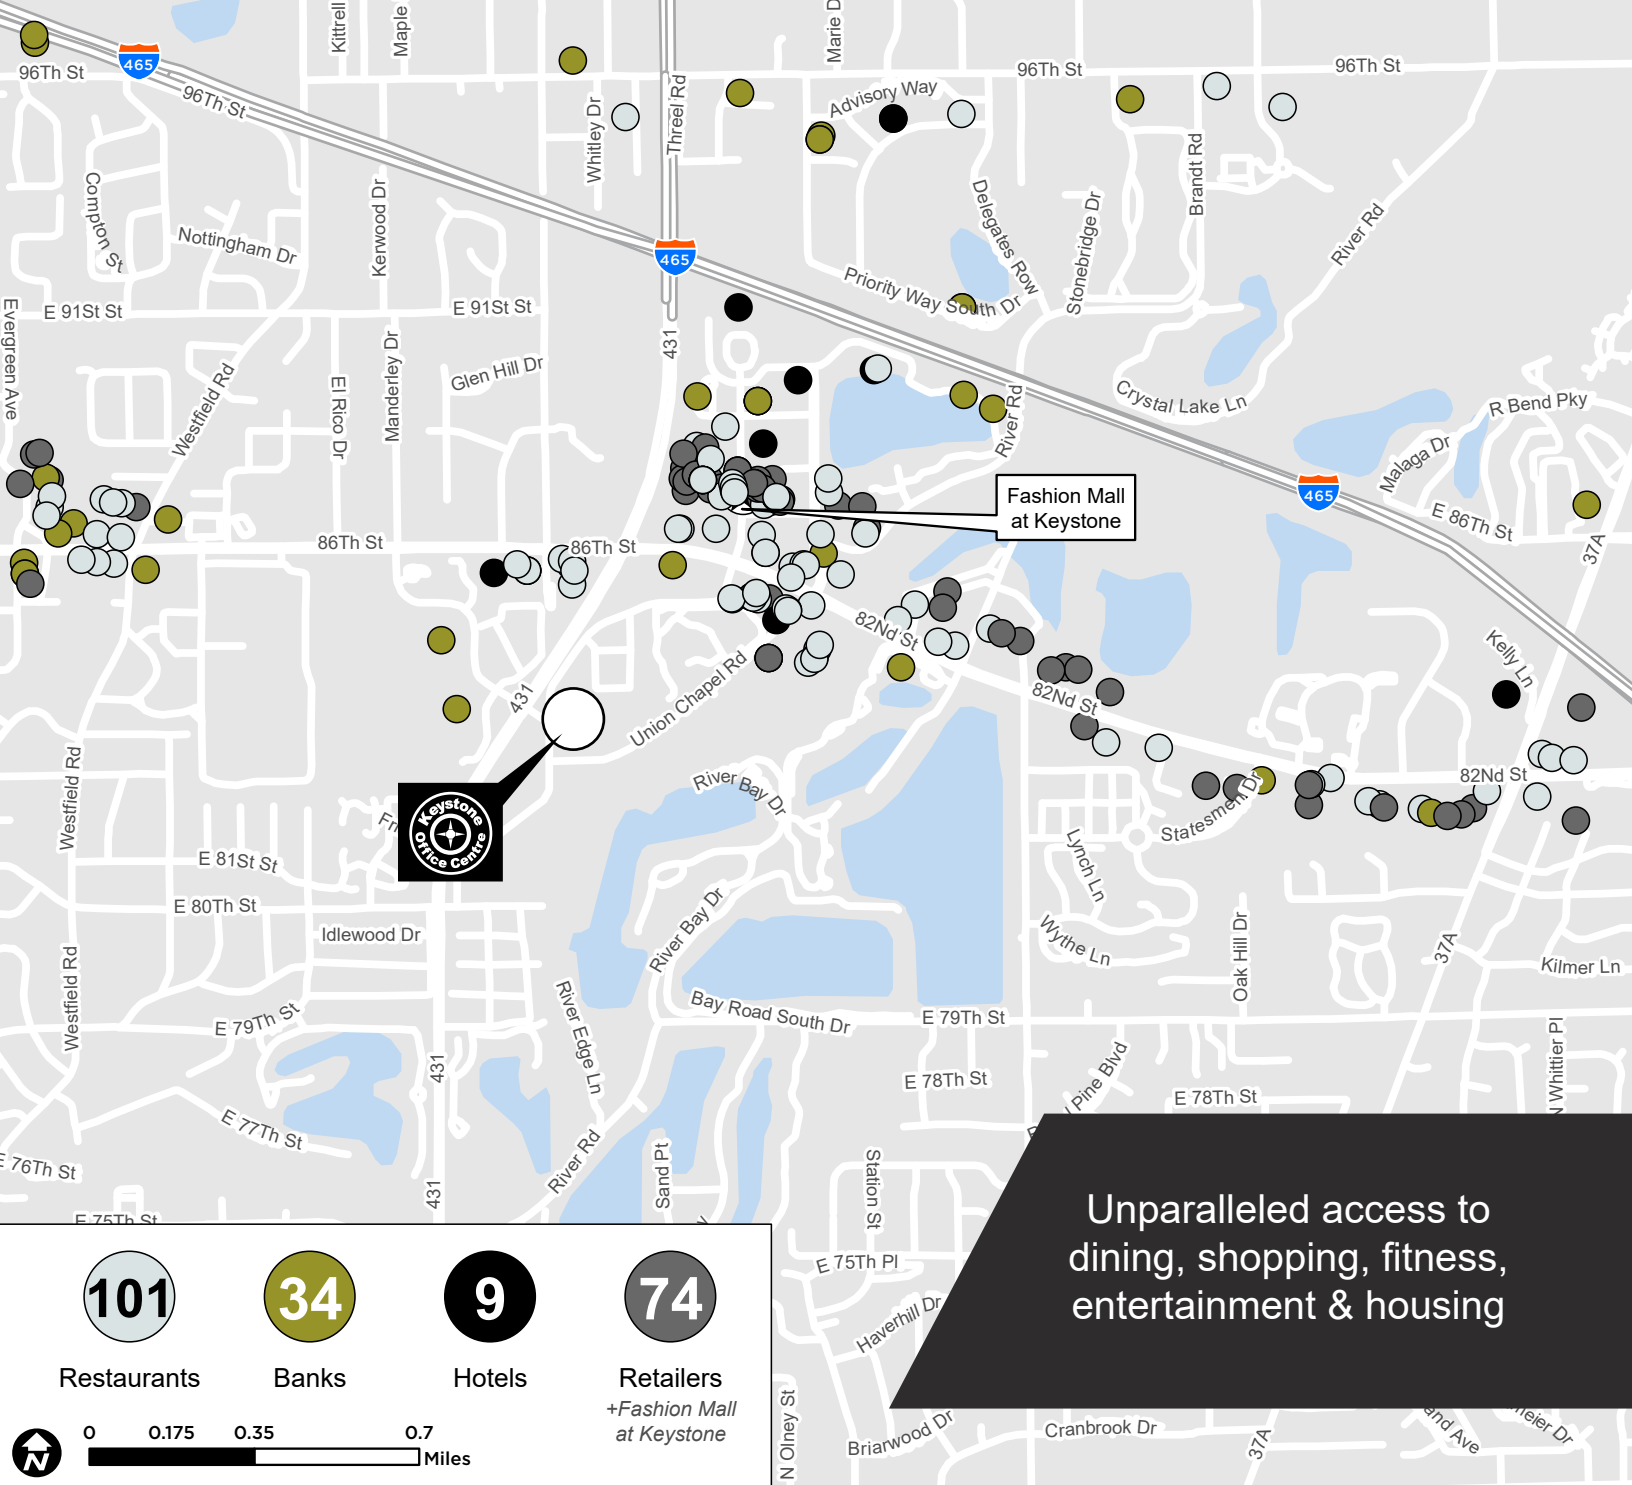 Kittrell
Maple
Marie D
465
96Th St
96Th St
96Th St
96Th St
Threel Rd
Whitley Dr
Advisory Way
Brandt Rd
Compton St
Nottingham Dr
Kerwood Dr
465
Delegates Row
Stonebridge Dr
River Rd
Priority Way South Dr
Evergreen Ave
E 91St St
E 91St St
431
Westfield Rd
El Rico Dr
Manderley Dr
Glen Hill Dr
River Rd
Crystal Lake Ln
R Bend Pky
Malaga Dr
465
E 86Th St
37A
Fashion Mall
at Keystone
86Th St
86Th St
82Nd St
Kelly Ln
431
Union Chapel Rd
82Nd St
82Nd St
Westfield Rd
River Bay Dr
Statesmen Dr
Keystone
Office Centre
E 81St St
Lynch Ln
E 80Th St
Idlewood Dr
River Bay Dr
Wythe Ln
Oak Hill Dr
37A
Kilmer Ln
Westfield Rd
E 79Th St
River Edge Ln
Bay Road South Dr
E 79Th St
431
E 78Th St
Pine Blvd
E 78Th St
N Whittier Pl
E 77Th St
E 76Th St
431
River Rd
Sand Pt
Station St
E 75Th St
E 75Th Pl
Haverhill Dr
Unparalleled access to
dining, shopping, fitness,
entertainment & housing
101
34
9
74
Restaurants
Banks
Hotels
Retailers
+Fashion Mall
at Keystone
0 0.175 0.35 0.7
Miles
N
N Olney St
Briarwood Dr
Cranbrook Dr
37A